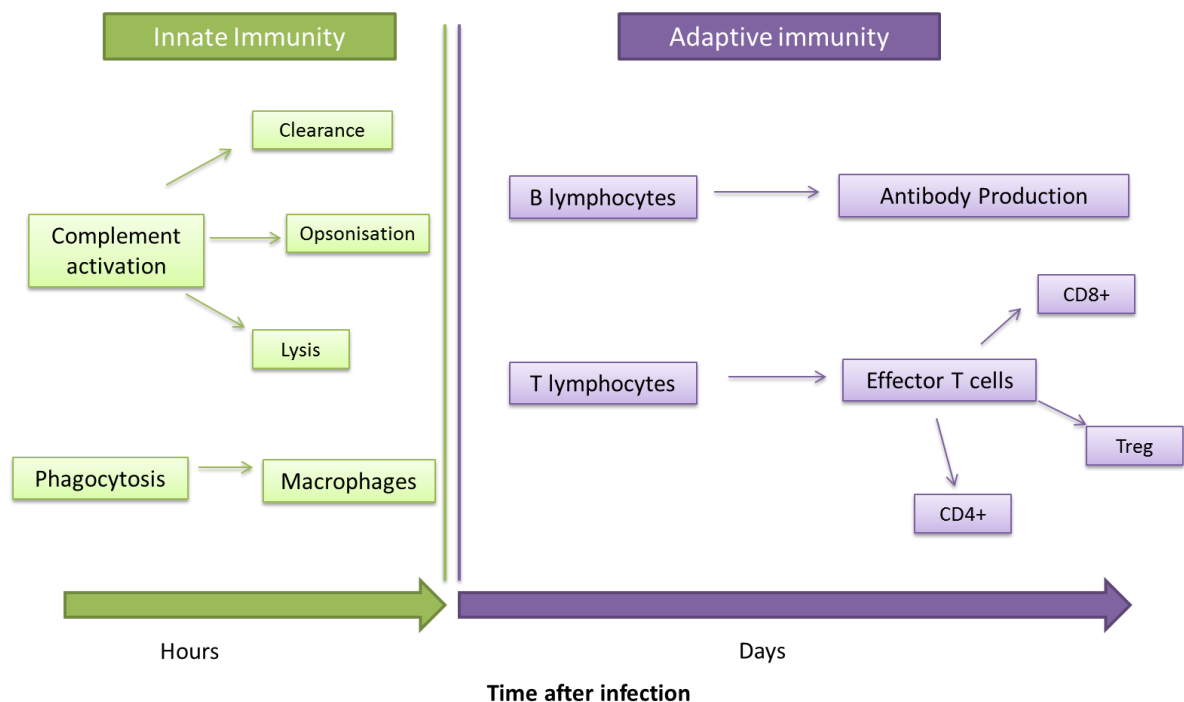 Innate Immunity
Adaptive immunity
Clearance
Complement
activation
Opsonisation
Lysis
Phagocytosis
Macrophages
B lymphocytes
Antibody Production
CD8+
T lymphocytes
Effector T cells
Treg
CD4+
Hours
Days
Time after infection